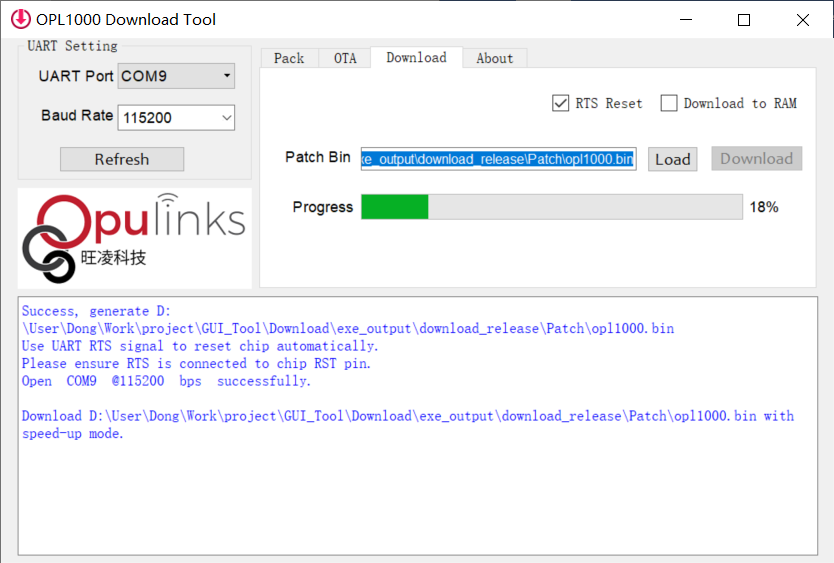 OPL1000 Download Tool
UART Setting
UART Port COM9
Baud Rate 115200
Refresh
Opulinks
旺凌科技
Pack OTA Download About
RTS Reset Download to RAM
Patch Bin xe_output\download_release\Patch\opl1000.bin Load Download
Progress 18%
Success, generate D:
\User\Dong\Work\project\GUI_Tool\Download\exe_output\download_release\Patch\opl1000.bin
Use UART RTS signal to reset chip automatically.
Please ensure RTS is connected to chip RST pin.
Open COM9 @115200 bps successfully.
Download D:\User\Dong\Work\project\GUI_Tool\Download\exe_output\download_release\Patch\opl1000.bin with
speed-up mode.